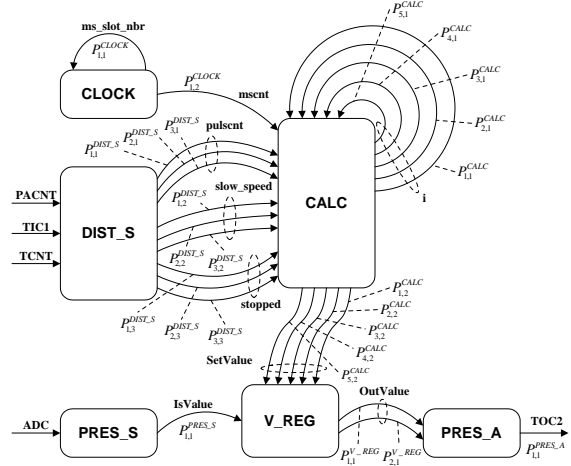 ms_slot_nbr
P_{1,1}^{CLOCK}
CLOCK
P_{1,2}^{CLOCK}
mscnt
P_{5,1}^{CALC}
P_{4,1}^{CALC}
P_{3,1}^{CALC}
P_{2,1}^{CALC}
P_{1,1}^{CALC}
i
CALC
P_{3,1}^{DIST_S}
P_{2,1}^{DIST_S}
P_{1,1}^{DIST_S}
pulscnt
PACNT
TIC1
TCNT
DIST_S
slow_speed
P_{1,2}^{DIST_S}
P_{2,2}^{DIST_S}
P_{3,2}^{DIST_S}
stopped
P_{1,3}^{DIST_S}
P_{2,3}^{DIST_S}
P_{3,3}^{DIST_S}
P_{1,2}^{CALC}
P_{2,2}^{CALC}
P_{3,2}^{CALC}
P_{4,2}^{CALC}
P_{5,2}^{CALC}
SetValue
ADC
PRES_S
IsValue
P_{1,1}^{PRES_S}
V_REG
OutValue
P_{1,1}^{V_REG}
P_{2,1}^{V_REG}
PRES_A
TOC2
P_{1,1}^{PRES_A}